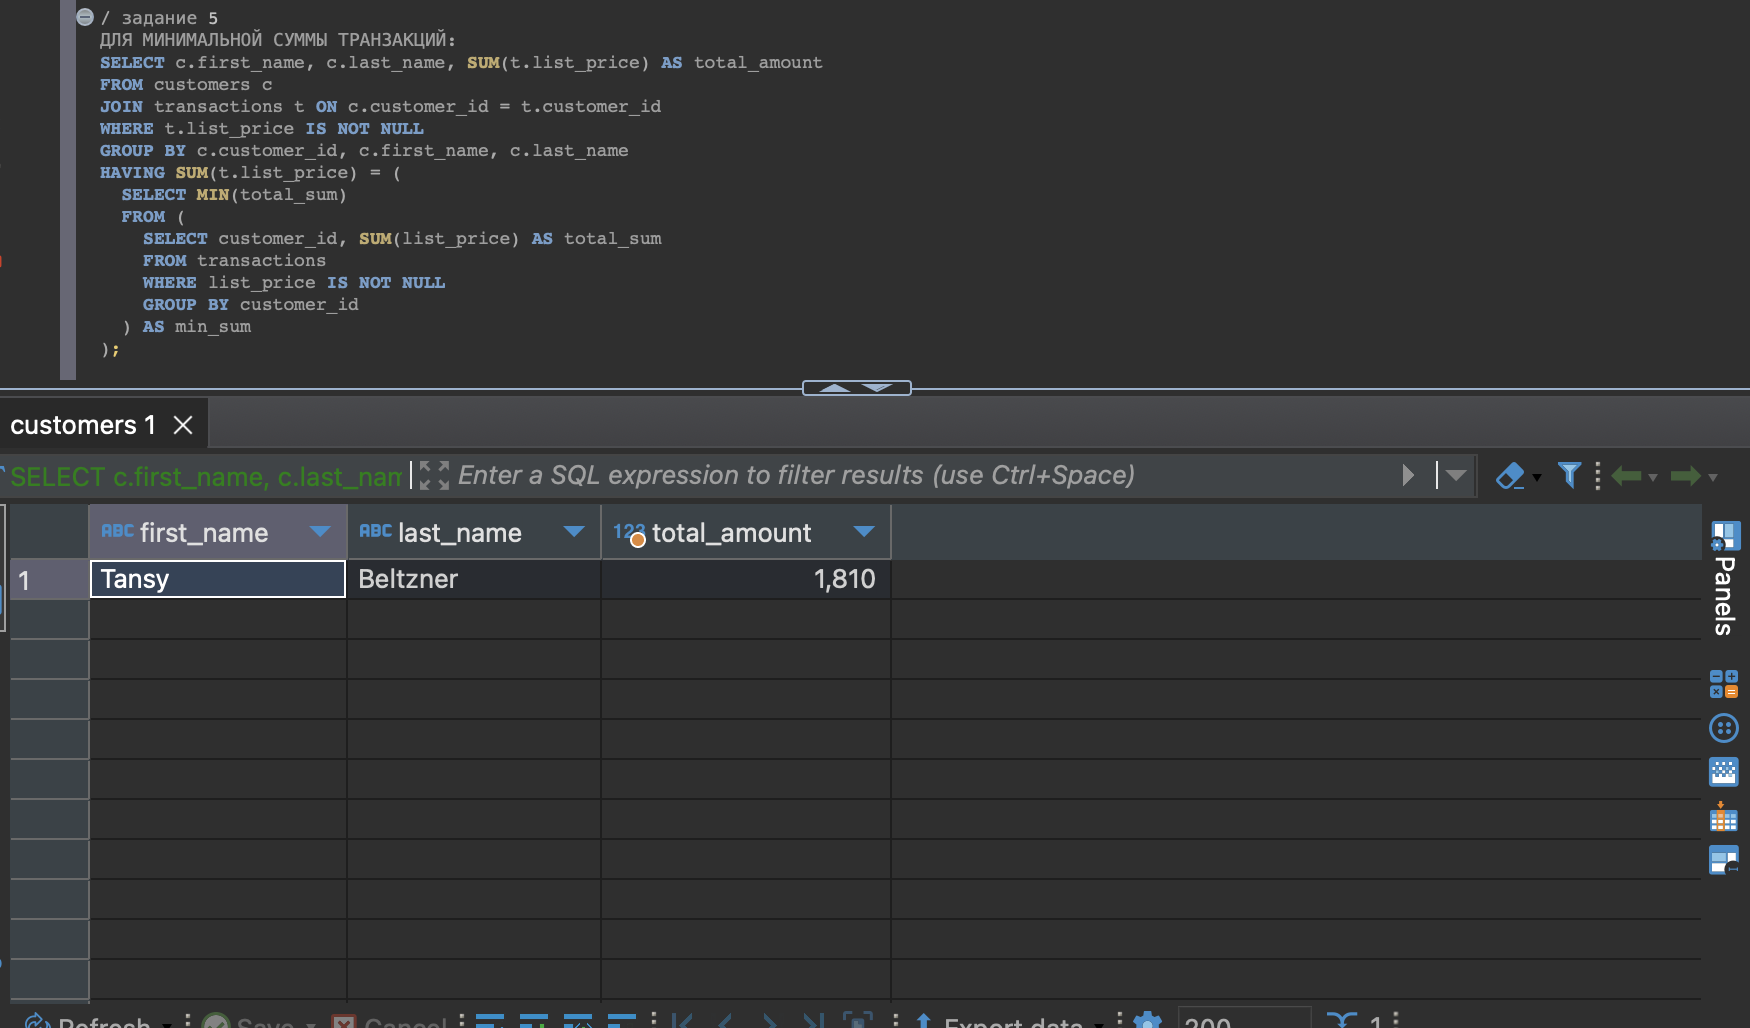 / задание 5
ДЛЯ МИНИМАЛЬНОЙ СУММЫ ТРАНЗАКЦИЙ:
SELECT c.first_name, c.last_name, SUM(t.list_price) AS total_amount
FROM customers c
JOIN transactions t ON c.customer_id = t.customer_id
WHERE t.list_price IS NOT NULL
GROUP BY c.customer_id, c.first_name, c.last_name
HAVING SUM(t.list_price) = (
SELECT MIN(total_sum)
FROM (
SELECT customer_id, SUM(list_price) AS total_sum
FROM transactions
WHERE list_price IS NOT NULL
GROUP BY customer_id
) AS min_sum
);
customers 1
SELECT c.first_name, c.last_nam Enter a SQL expression to filter results (use Ctrl+Space)
ABC first_name ABC last_name 123 total_amount
1 Tansy Beltzner 1,810
Panels
Refresh Save Cancel Export data 200 1